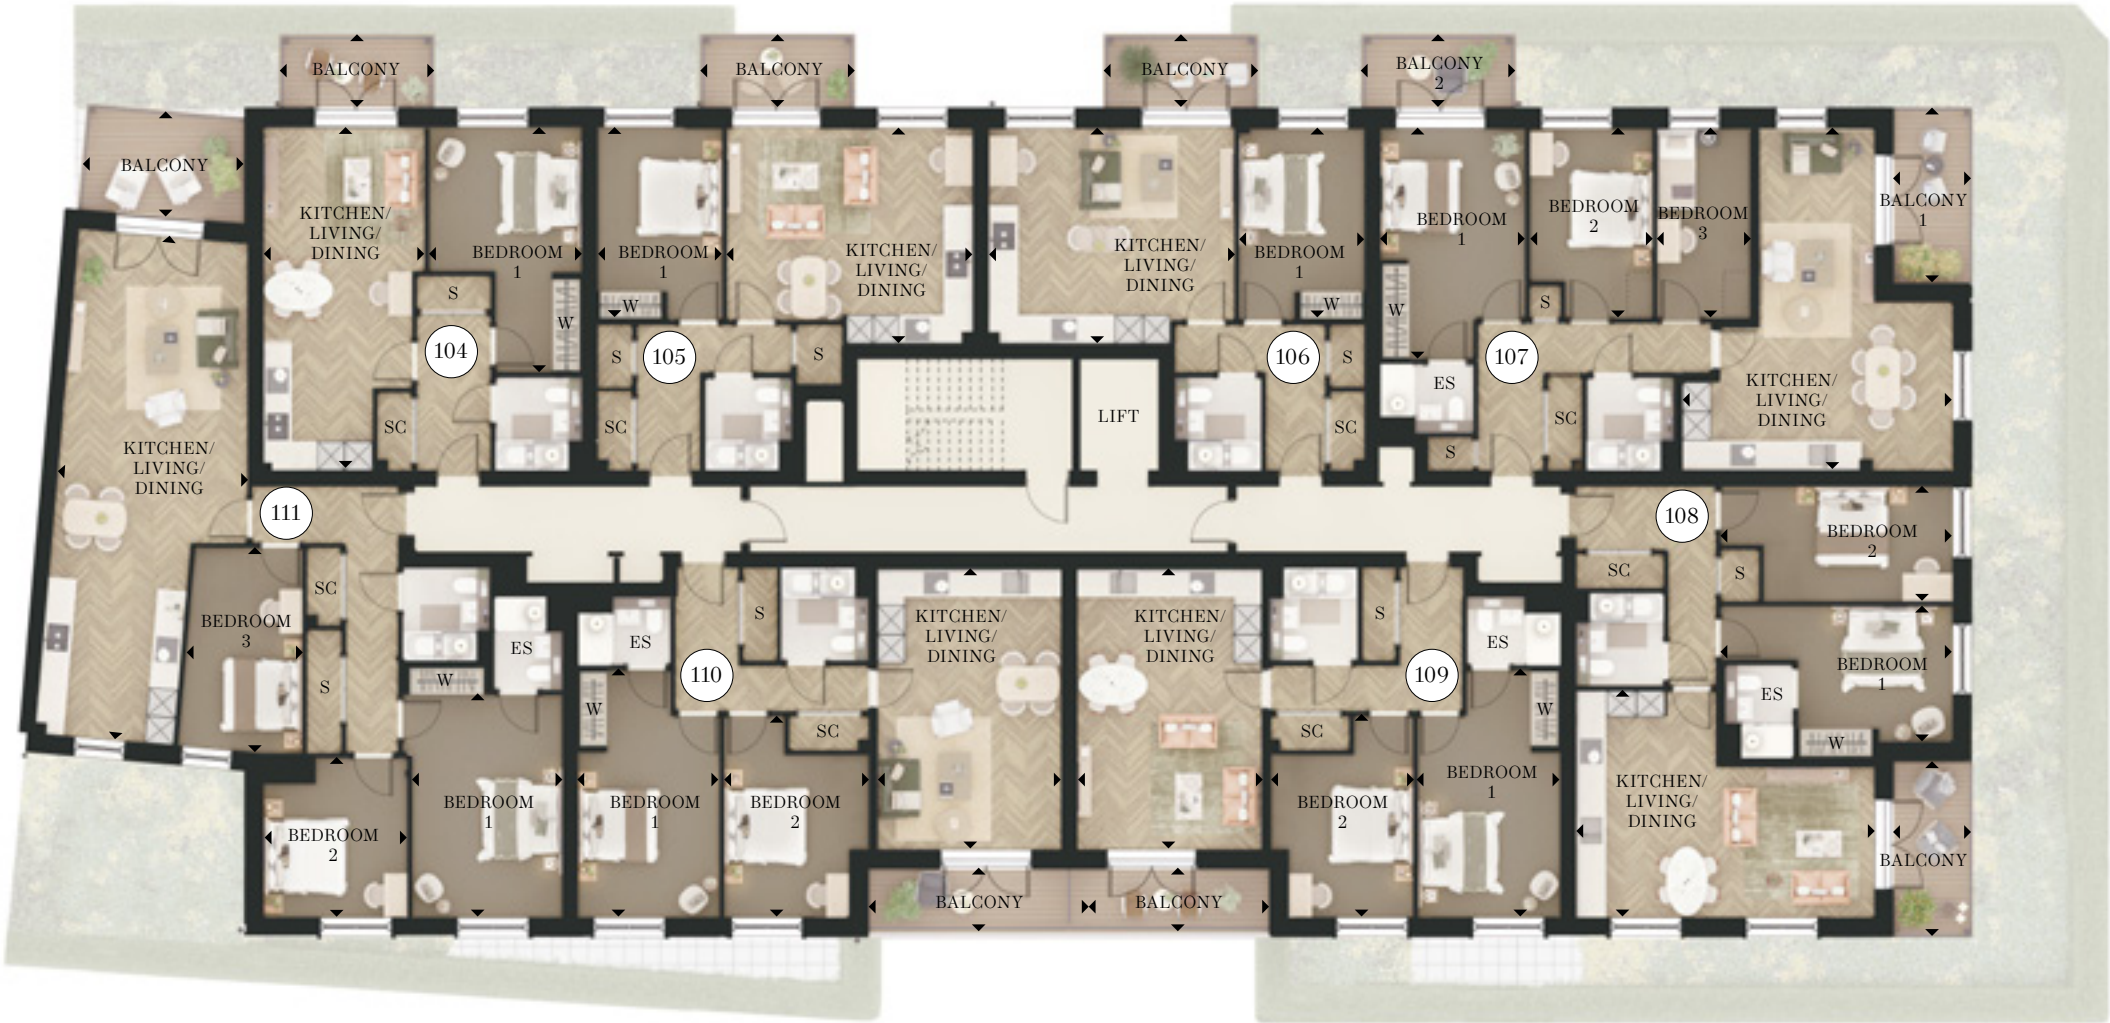 BALCONY
BALCONY
BALCONY
BALCONY
2
BALCONY
BALCONY
1
KITCHEN/
LIVING/
DINING
BEDROOM
1
S
W
104
SC
BEDROOM
1
W
KITCHEN/
LIVING/
DINING
S
105
S
SC
KITCHEN/
LIVING/
DINING
BEDROOM
1
W
106
S
SC
LIFT
BEDROOM
1
W
BEDROOM
2
BEDROOM
3
S
107
ES
SC
S
KITCHEN/
LIVING/
DINING
KITCHEN/
LIVING/
DINING
111
SC
BEDROOM
3
S
W
ES
BEDROOM
2
BEDROOM
1
ES
W
110
S
SC
BEDROOM
1
BEDROOM
2
KITCHEN/
LIVING/
DINING
BALCONY
KITCHEN/
LIVING/
DINING
BALCONY
S
109
ES
W
SC
BEDROOM
2
BEDROOM
1
108
SC
S
BEDROOM
2
BEDROOM
1
ES
W
KITCHEN/
LIVING/
DINING
BALCONY